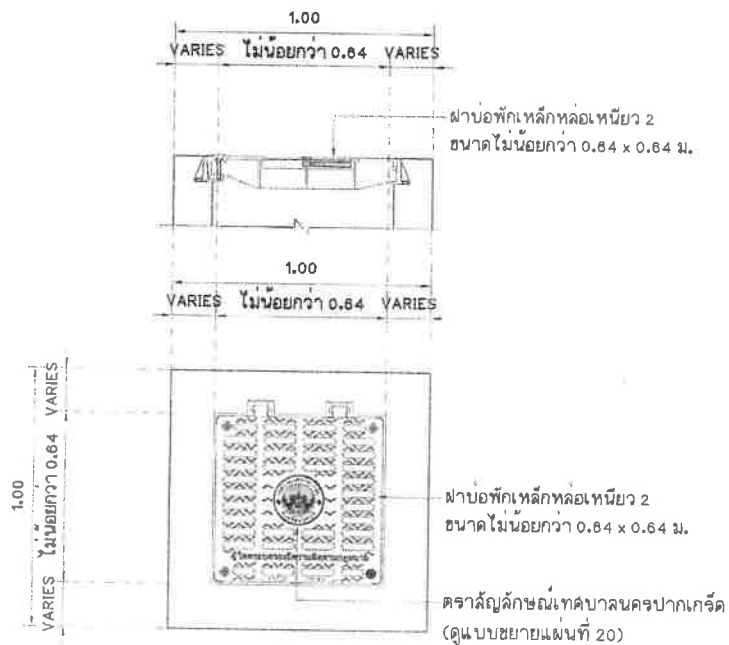 1.00
VARIES ไม่น้อยกว่า 0.64 VARIES
ฝาบ่อพักเหล็กหล่อเหนียว 2
ขนาดไม่น้อยกว่า 0.64 x 0.64 ม.
1.00
VARIES ไม่น้อยกว่า 0.64 VARIES
1.00
VARIES ไม่น้อยกว่า 0.64 VARIES
ฝาบ่อพักเหล็กหล่อเหนียว 2
ขนาดไม่น้อยกว่า 0.64 x 0.64 ม.
ตราสัญลักษณ์เทศบาลนครปากเกร็ด
(ดูแบบขยายแผ่นที่ 20)